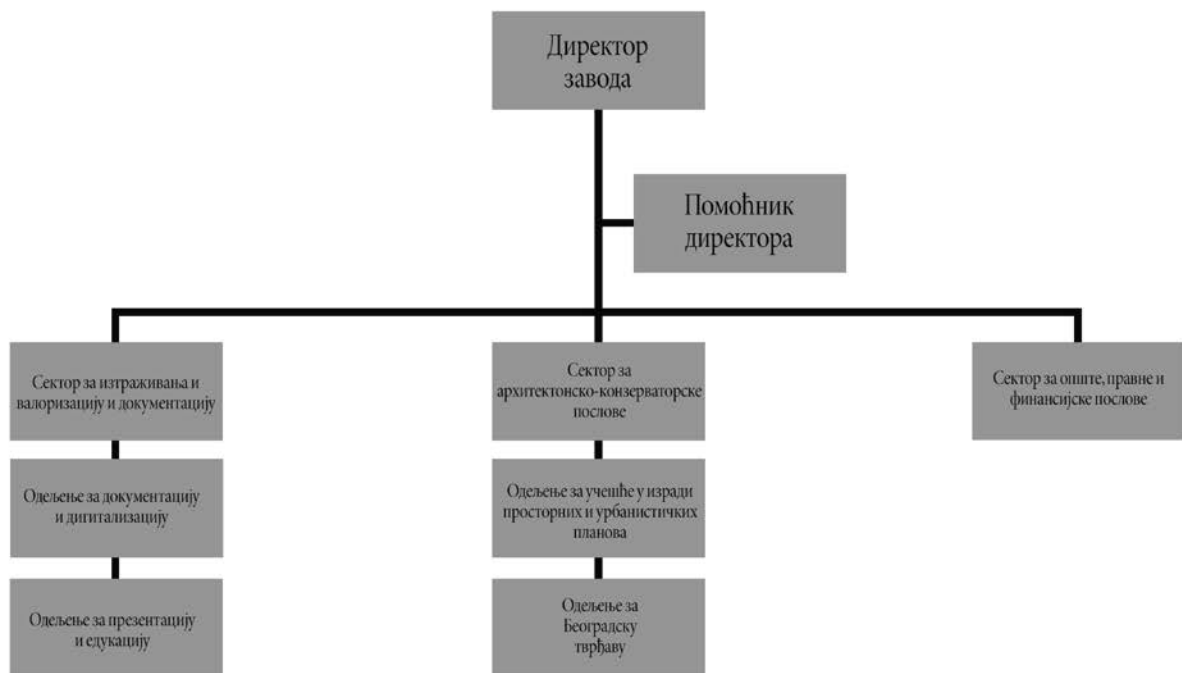 Директор
завода
Помоћник
директора
Сектор за изтраживања и
валоризацију и документацију
Сектор за
архитектонско-конзерваторске
послове
Сектор за опште, правне и
финансијске послове
Одељење за документацију
и дигитализацију
Одељење за учешће у изради
просторних и урбанистичких
планова
Одељење за презентацију
и едукацију
Одељење за
Београдску
тврђаву